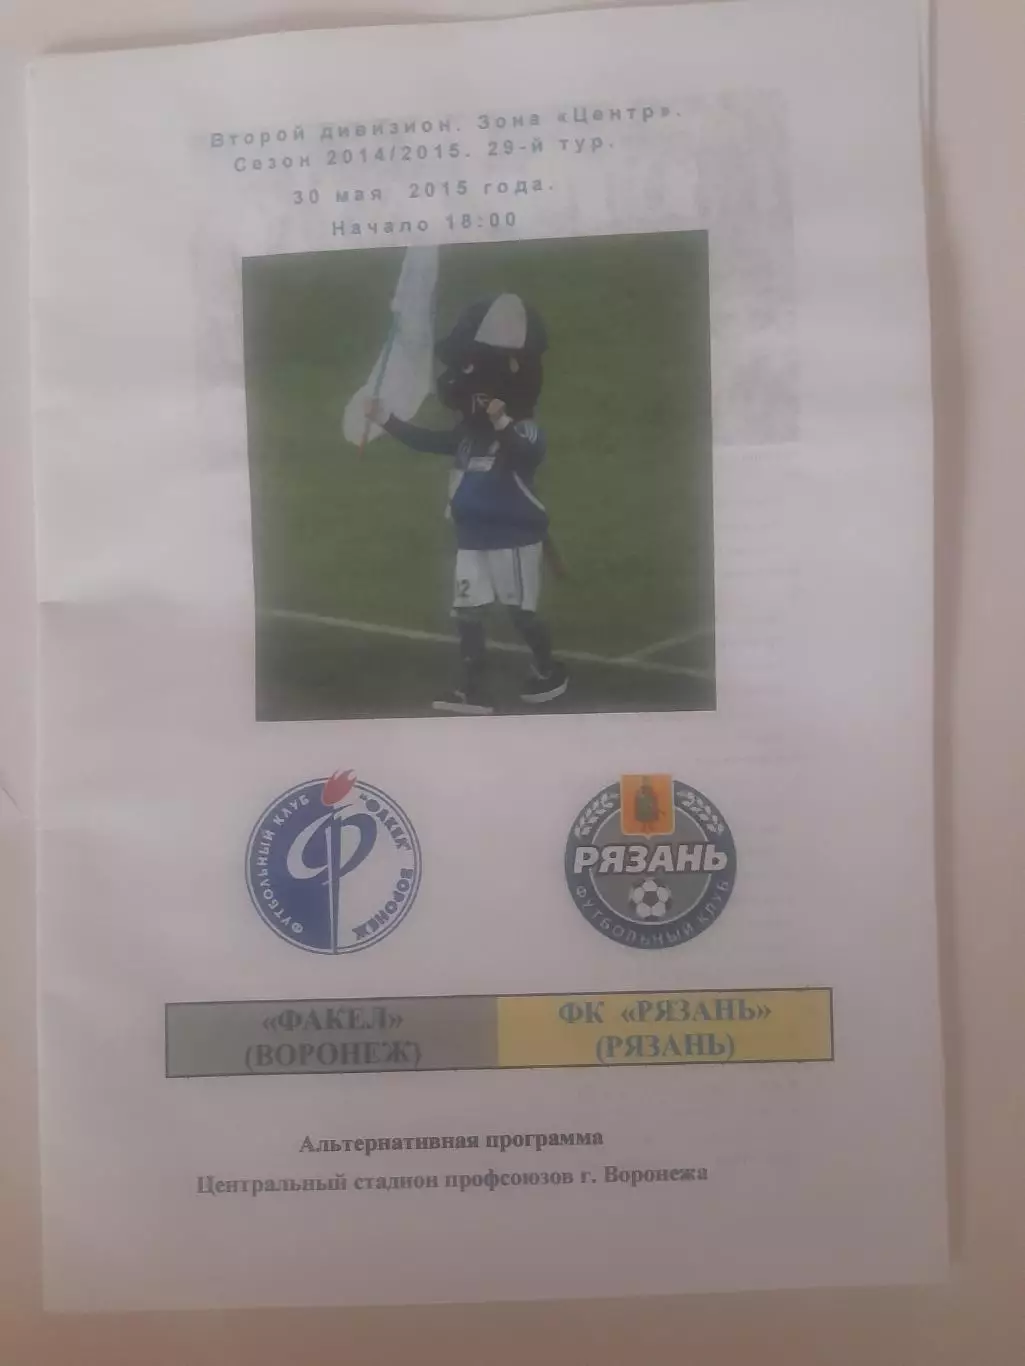 Второй дивизион. Зона «Центр».
Сезон 2014/2015. 29-й тур.
30 мая 2015 года.
Начало 18:00
12
ФУТБОЛЬНЫЙ КЛУБ "ФАКЕЛ" ВОРОНЕЖ
РЯЗАНЬ
ФУТБОЛЬНЫЙ КЛУБ
«ФАКЕЛ»
(ВОРОНЕЖ)
ФК «РЯЗАНЬ»
(РЯЗАНЬ)
Альтернативная программа
Центральный стадион профсоюзов г. Воронежа